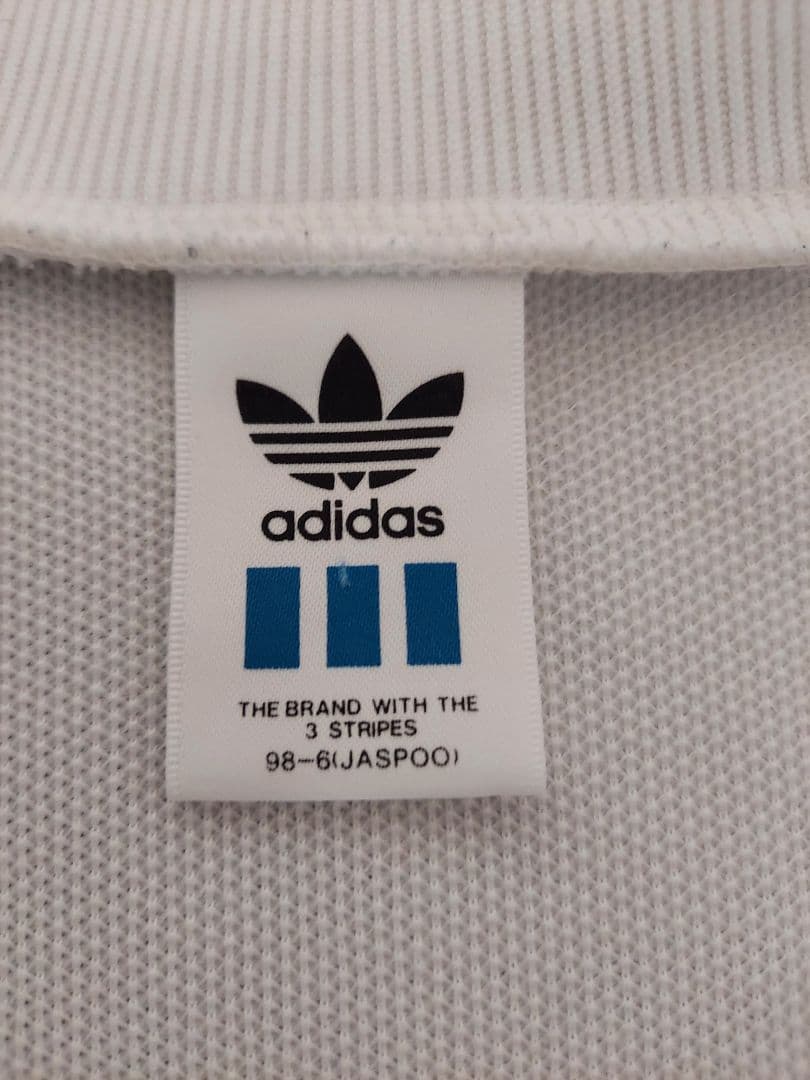 adidas
THE BRAND WITH THE
3 STRIPES
98-6(JASPOO)